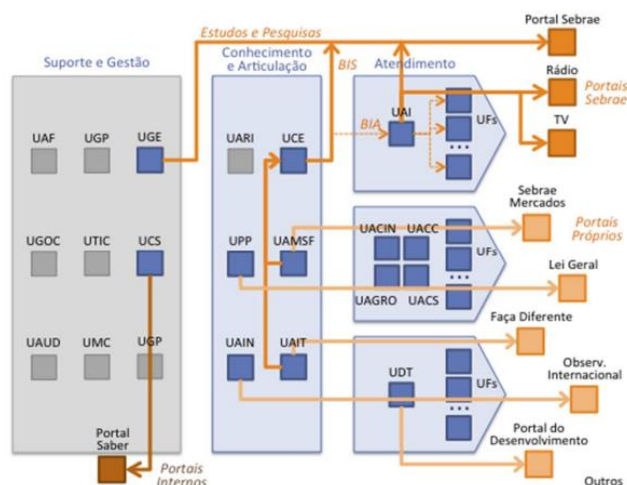 Portal Sebrae
Estudos e Pesquisas
Suporte e Gestão
Conhecimento
e Articulação
BIS
Atendimento
Rádio
Portais
Sebrae
UAF
UGP
UGE
UARI
UCE
BIA
UAI
UFs
TV
Sebrae
Mercados
Portais
Próprios
UGOC
UTIC
UCS
UPP
UAMSF
UACIN
UACC
UFs
UAGRO
UACS
Lei Geral
Faça Diferente
UAUD
UMC
UGP
UAIN
UAIT
UDT
UFs
Observ.
Internacional
Portal
Saber
Portais
Internos
Portal do
Desenvolvimento
Outros